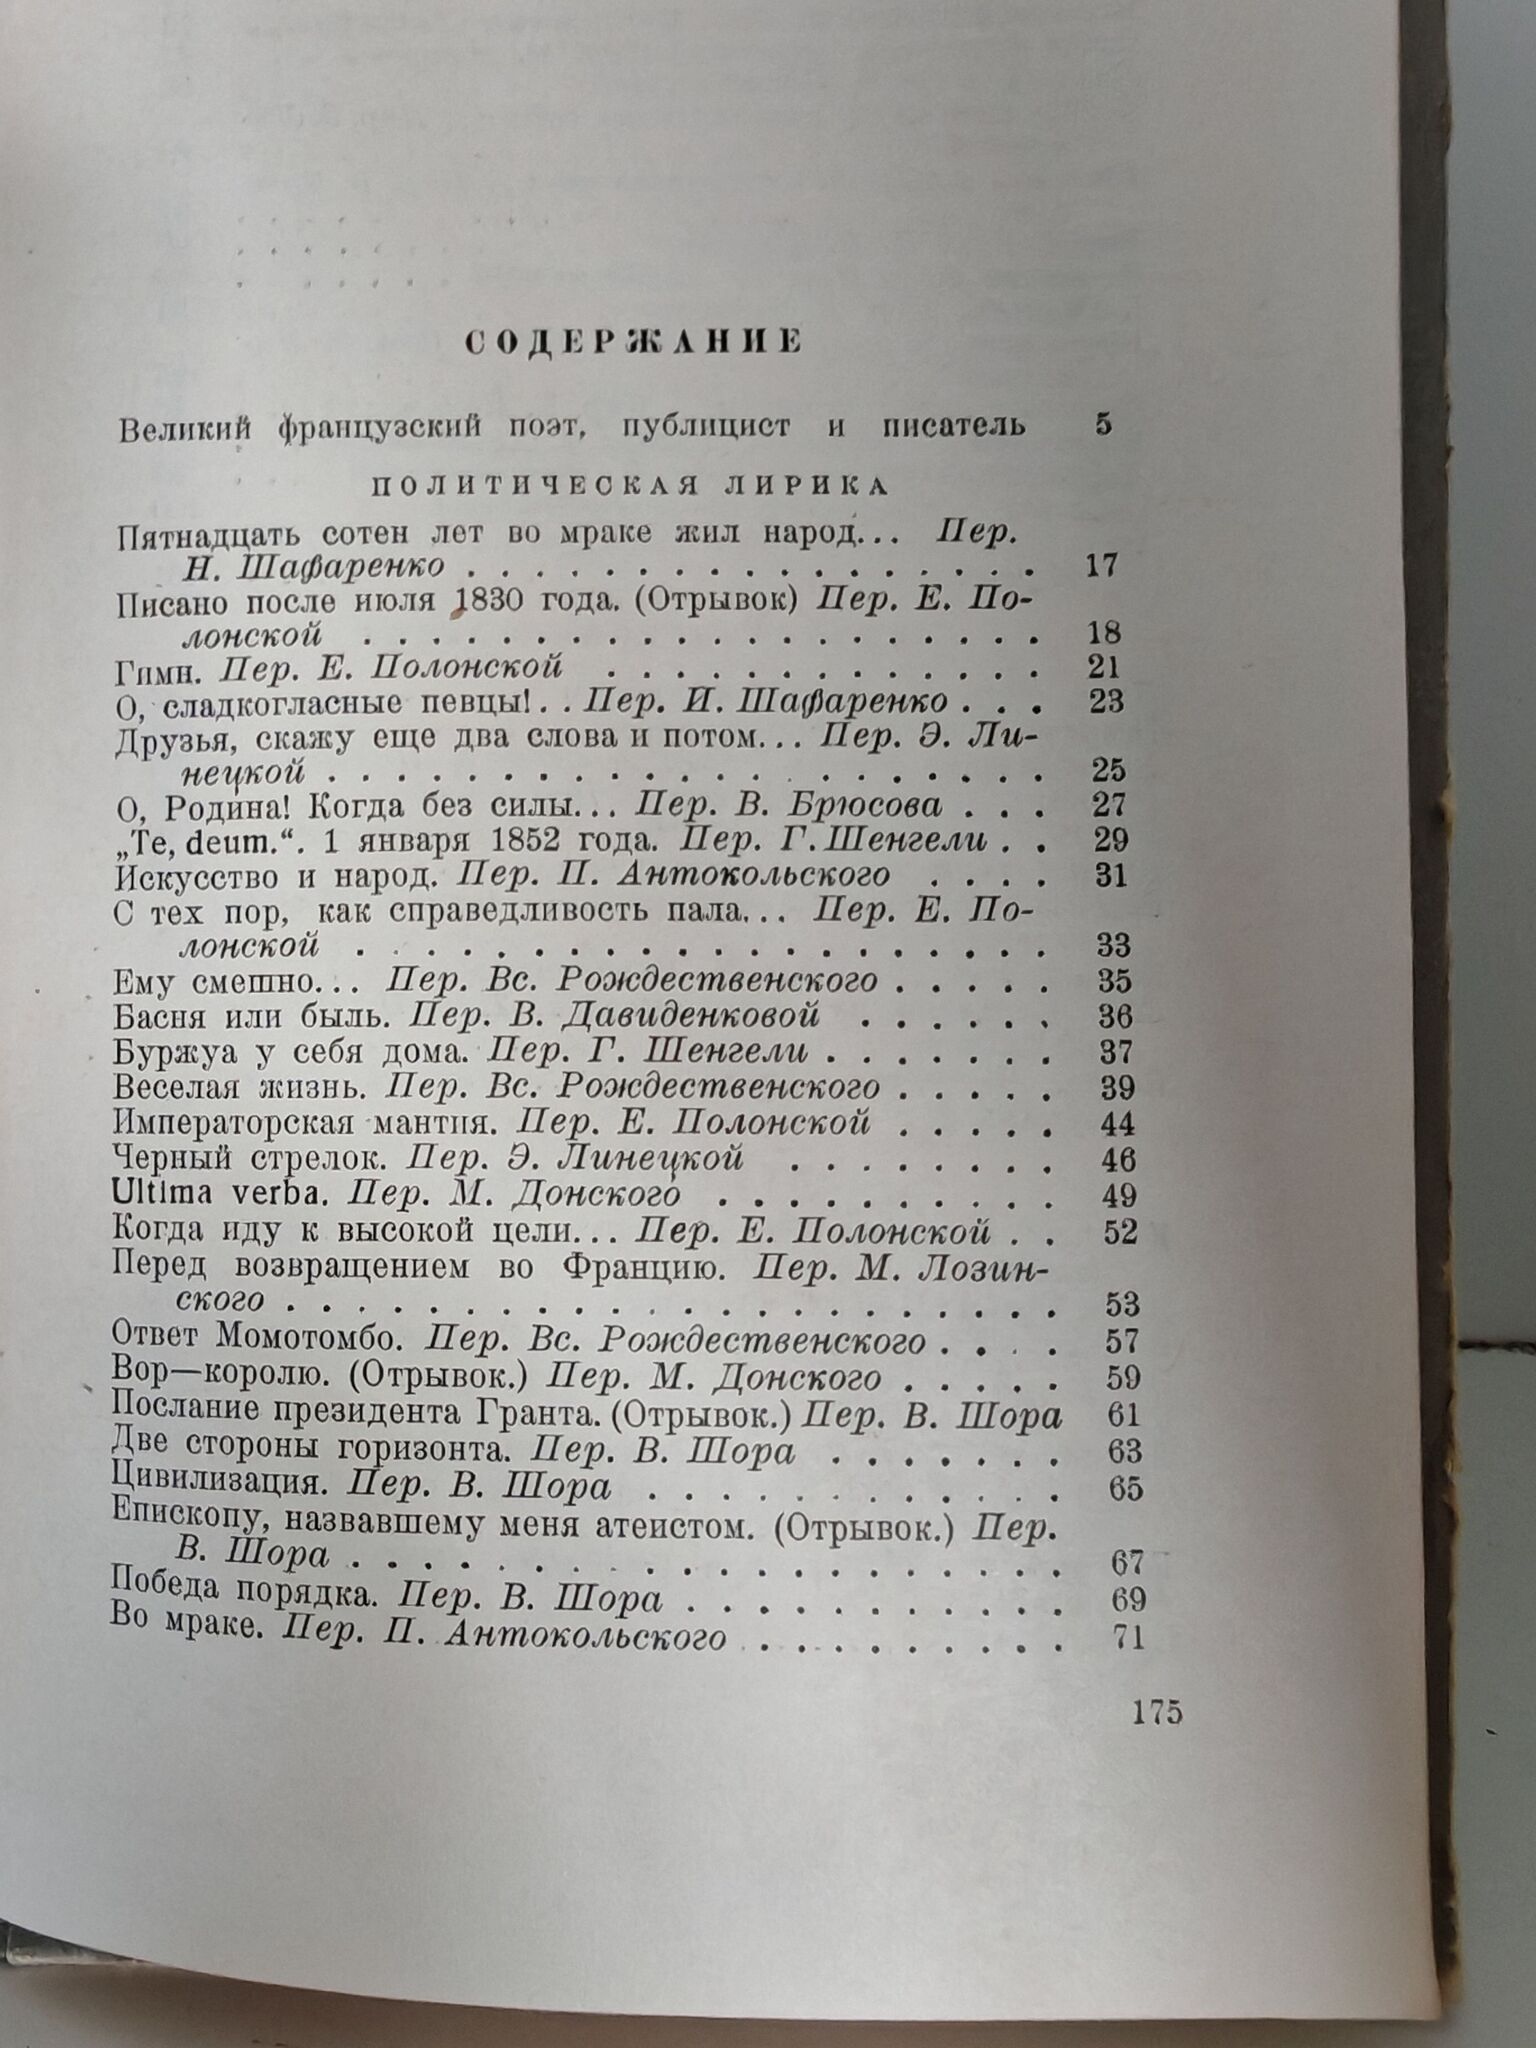 СОДЕРЖАНИЕ
Великий французский поэт, публицист и писатель 5
ПОЛИТИЧЕСКАЯ ЛИРИКА
Пятнадцать сотен лет во мраке жил народ... Пер.
Н. Шафаренко . . . . . . . . . . . . . . . . . 17
Писано после июля 1830 года. (Отрывок) Пер. Е. По-
лонской . . . . . . . . . . . . . . . . . . . . 18
Гимн. Пер. Е. Полонской . . . . . . . . . . . . . 21
О, сладкогласные певцы!.. Пер. И. Шафаренко . . . 23
Друзья, скажу еще два слова и потом... Пер. Э. Ли-
нецкой . . . . . . . . . . . . . . . . . . . . . 25
О, Родина! Когда без силы... Пер. В. Брюсова . . . 27
„Te, deum.“. 1 января 1852 года. Пер. Г. Шенгели . . 29
Искусство и народ. Пер. П. Антокольского . . . . 31
С тех пор, как справедливость пала... Пер. Е. По-
лонской . . . . . . . . . . . . . . . . . . . . 33
Ему смешно... Пер. Вс. Рождественского . . . . . 35
Басня или быль. Пер. В. Давиденковой . . . . . . 36
Буржуа у себя дома. Пер. Г. Шенгели . . . . . . . 37
Веселая жизнь. Пер. Вс. Рождественского . . . . . 39
Императорская мантия. Пер. Е. Полонской . . . . . 44
Черный стрелок. Пер. Э. Линецкой . . . . . . . . 46
Ultima verba. Пер. М. Донского . . . . . . . . . . 49
Когда иду к высокой цели... Пер. Е. Полонской . . 52
Перед возвращением во Францию. Пер. М. Лозин-
ского . . . . . . . . . . . . . . . . . . . . . . 53
Ответ Момотомбо. Пер. Вс. Рождественского . . . . 57
Вор—королю. (Отрывок.) Пер. М. Донского . . . . . 59
Послание президента Гранта. (Отрывок.) Пер. В. Шора 61
Две стороны горизонта. Пер. В. Шора . . . . . . . 63
Цивилизация. Пер. В. Шора . . . . . . . . . . . . 65
Епископу, назвавшему меня атеистом. (Отрывок.) Пер.
В. Шора . . . . . . . . . . . . . . . . . . . . 67
Победа порядка. Пер. В. Шора . . . . . . . . . . . 69
Во мраке. Пер. П. Антокольского . . . . . . . . . 71
175